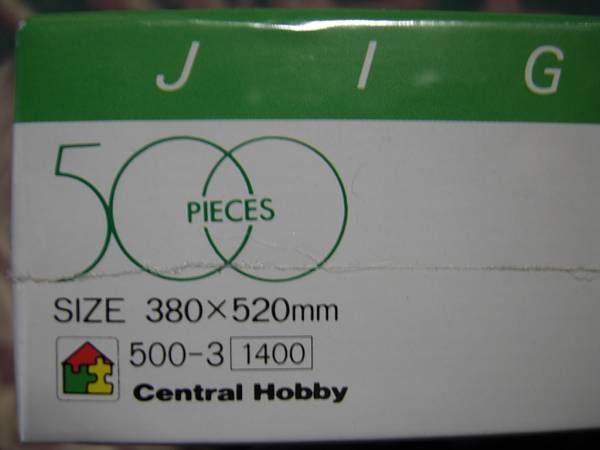 J I G
500 PIECES
SIZE 380×520mm
500-3 1400
Central Hobby